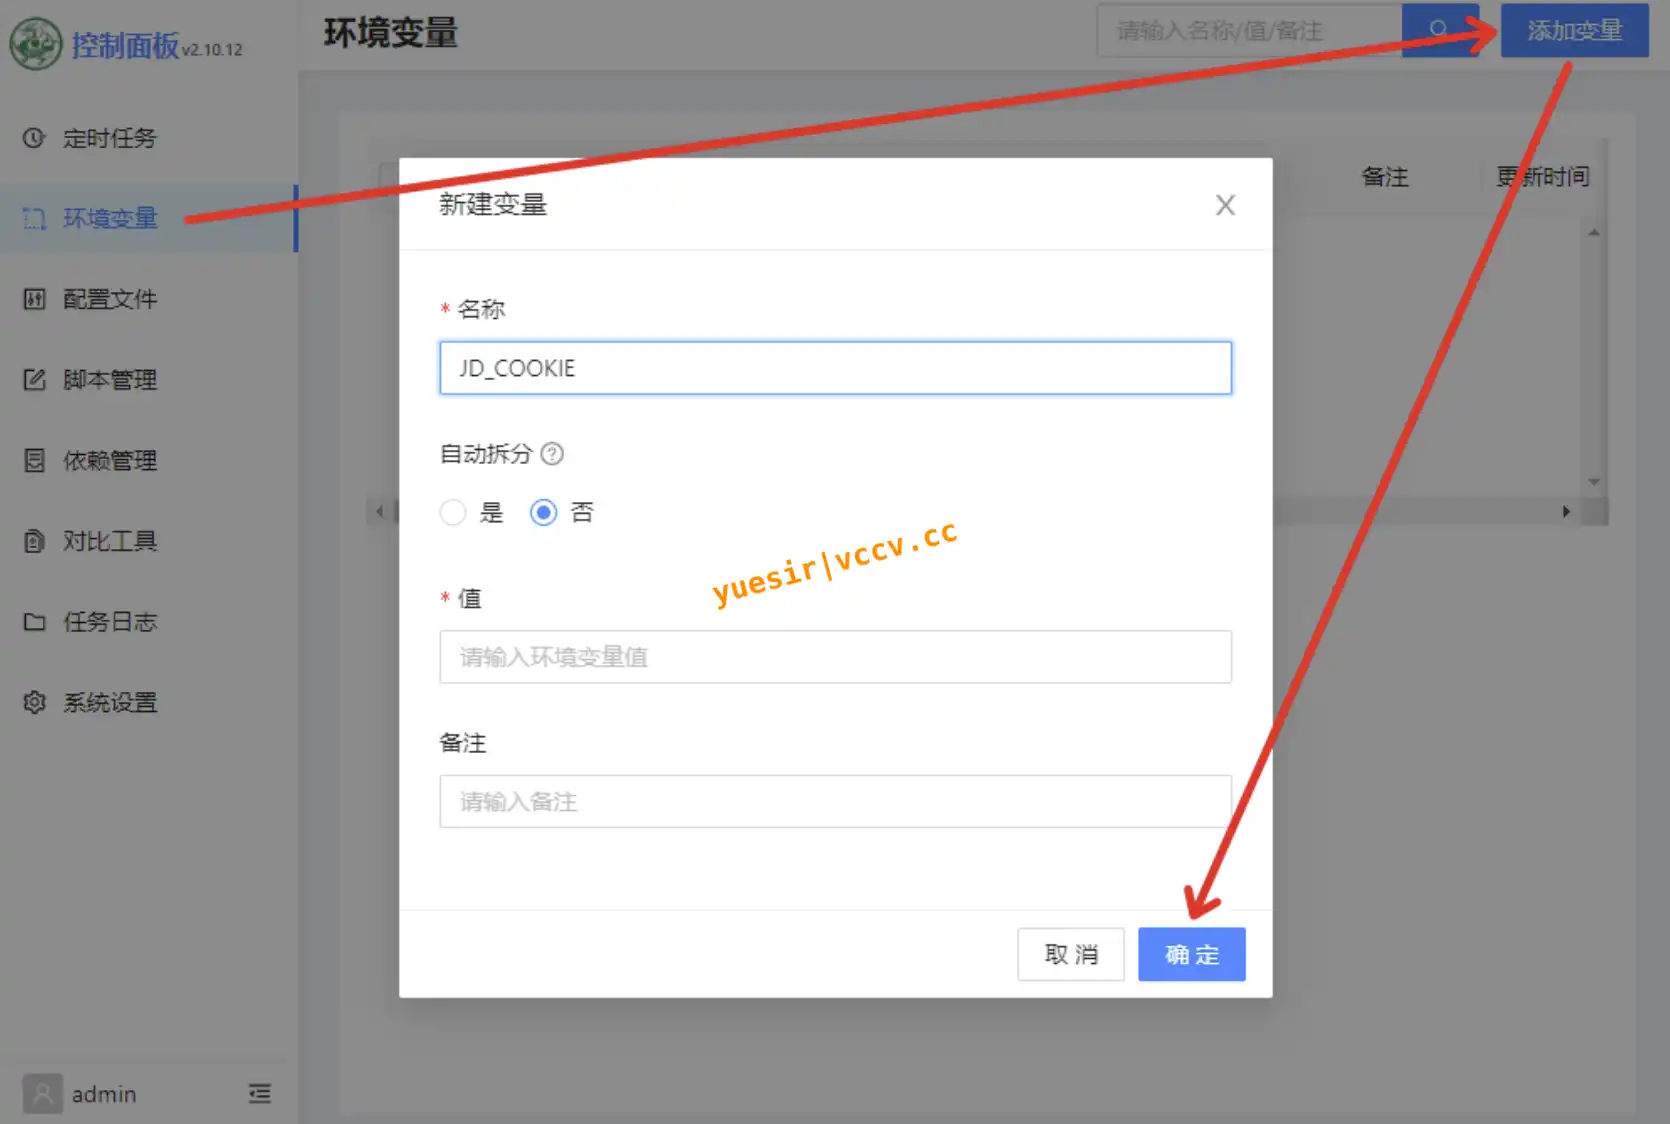 控制面板 v2.10.12
环境变量
请输入名称/值/备注
添加变量
定时任务
环境变量
配置文件
脚本管理
依赖管理
对比工具
任务日志
系统设置
admin
备注
更新时间
新建变量
* 名称
JD_COOKIE
自动拆分
是
否
yuesir|vccv.cc
* 值
请输入环境变量值
备注
请输入备注
取 消
确 定